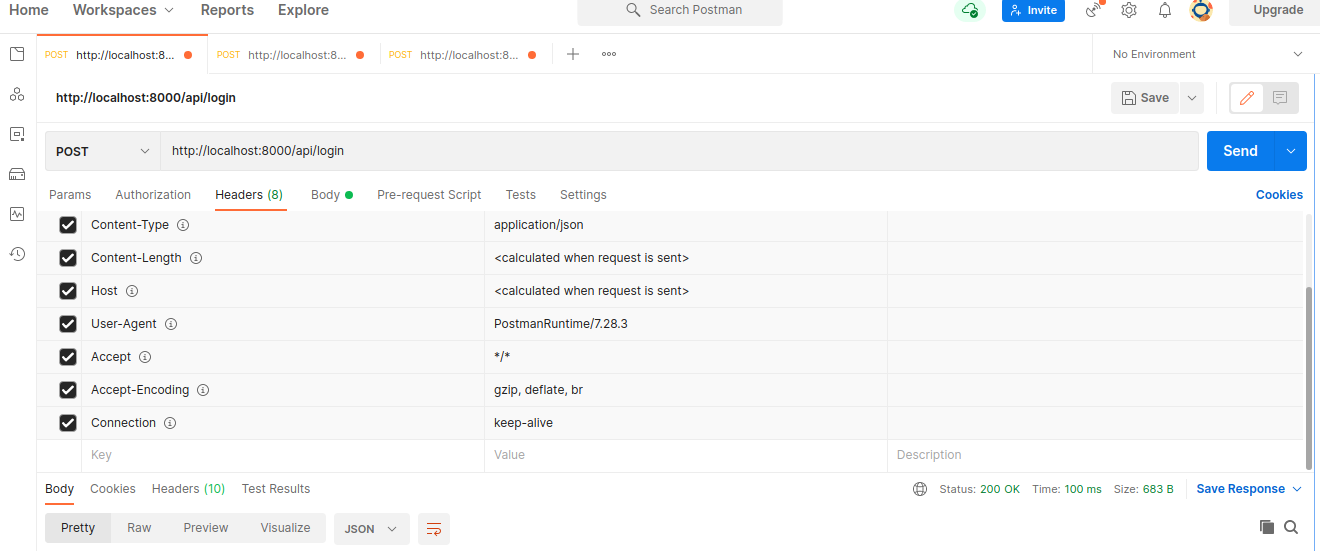 Home Workspaces Reports Explore Search Postman Invite Upgrade
POST http://localhost:8... POST http://localhost:8... POST http://localhost:8... No Environment
http://localhost:8000/api/login Save
POST http://localhost:8000/api/login Send
Params Authorization Headers (8) Body Pre-request Script Tests Settings Cookies
Content-Type application/json
Content-Length <calculated when request is sent>
Host <calculated when request is sent>
User-Agent PostmanRuntime/7.28.3
Accept */*
Accept-Encoding gzip, deflate, br
Connection keep-alive
Key Value Description
Body Cookies Headers (10) Test Results Status: 200 OK Time: 100 ms Size: 683 B Save Response
Pretty Raw Preview Visualize JSON